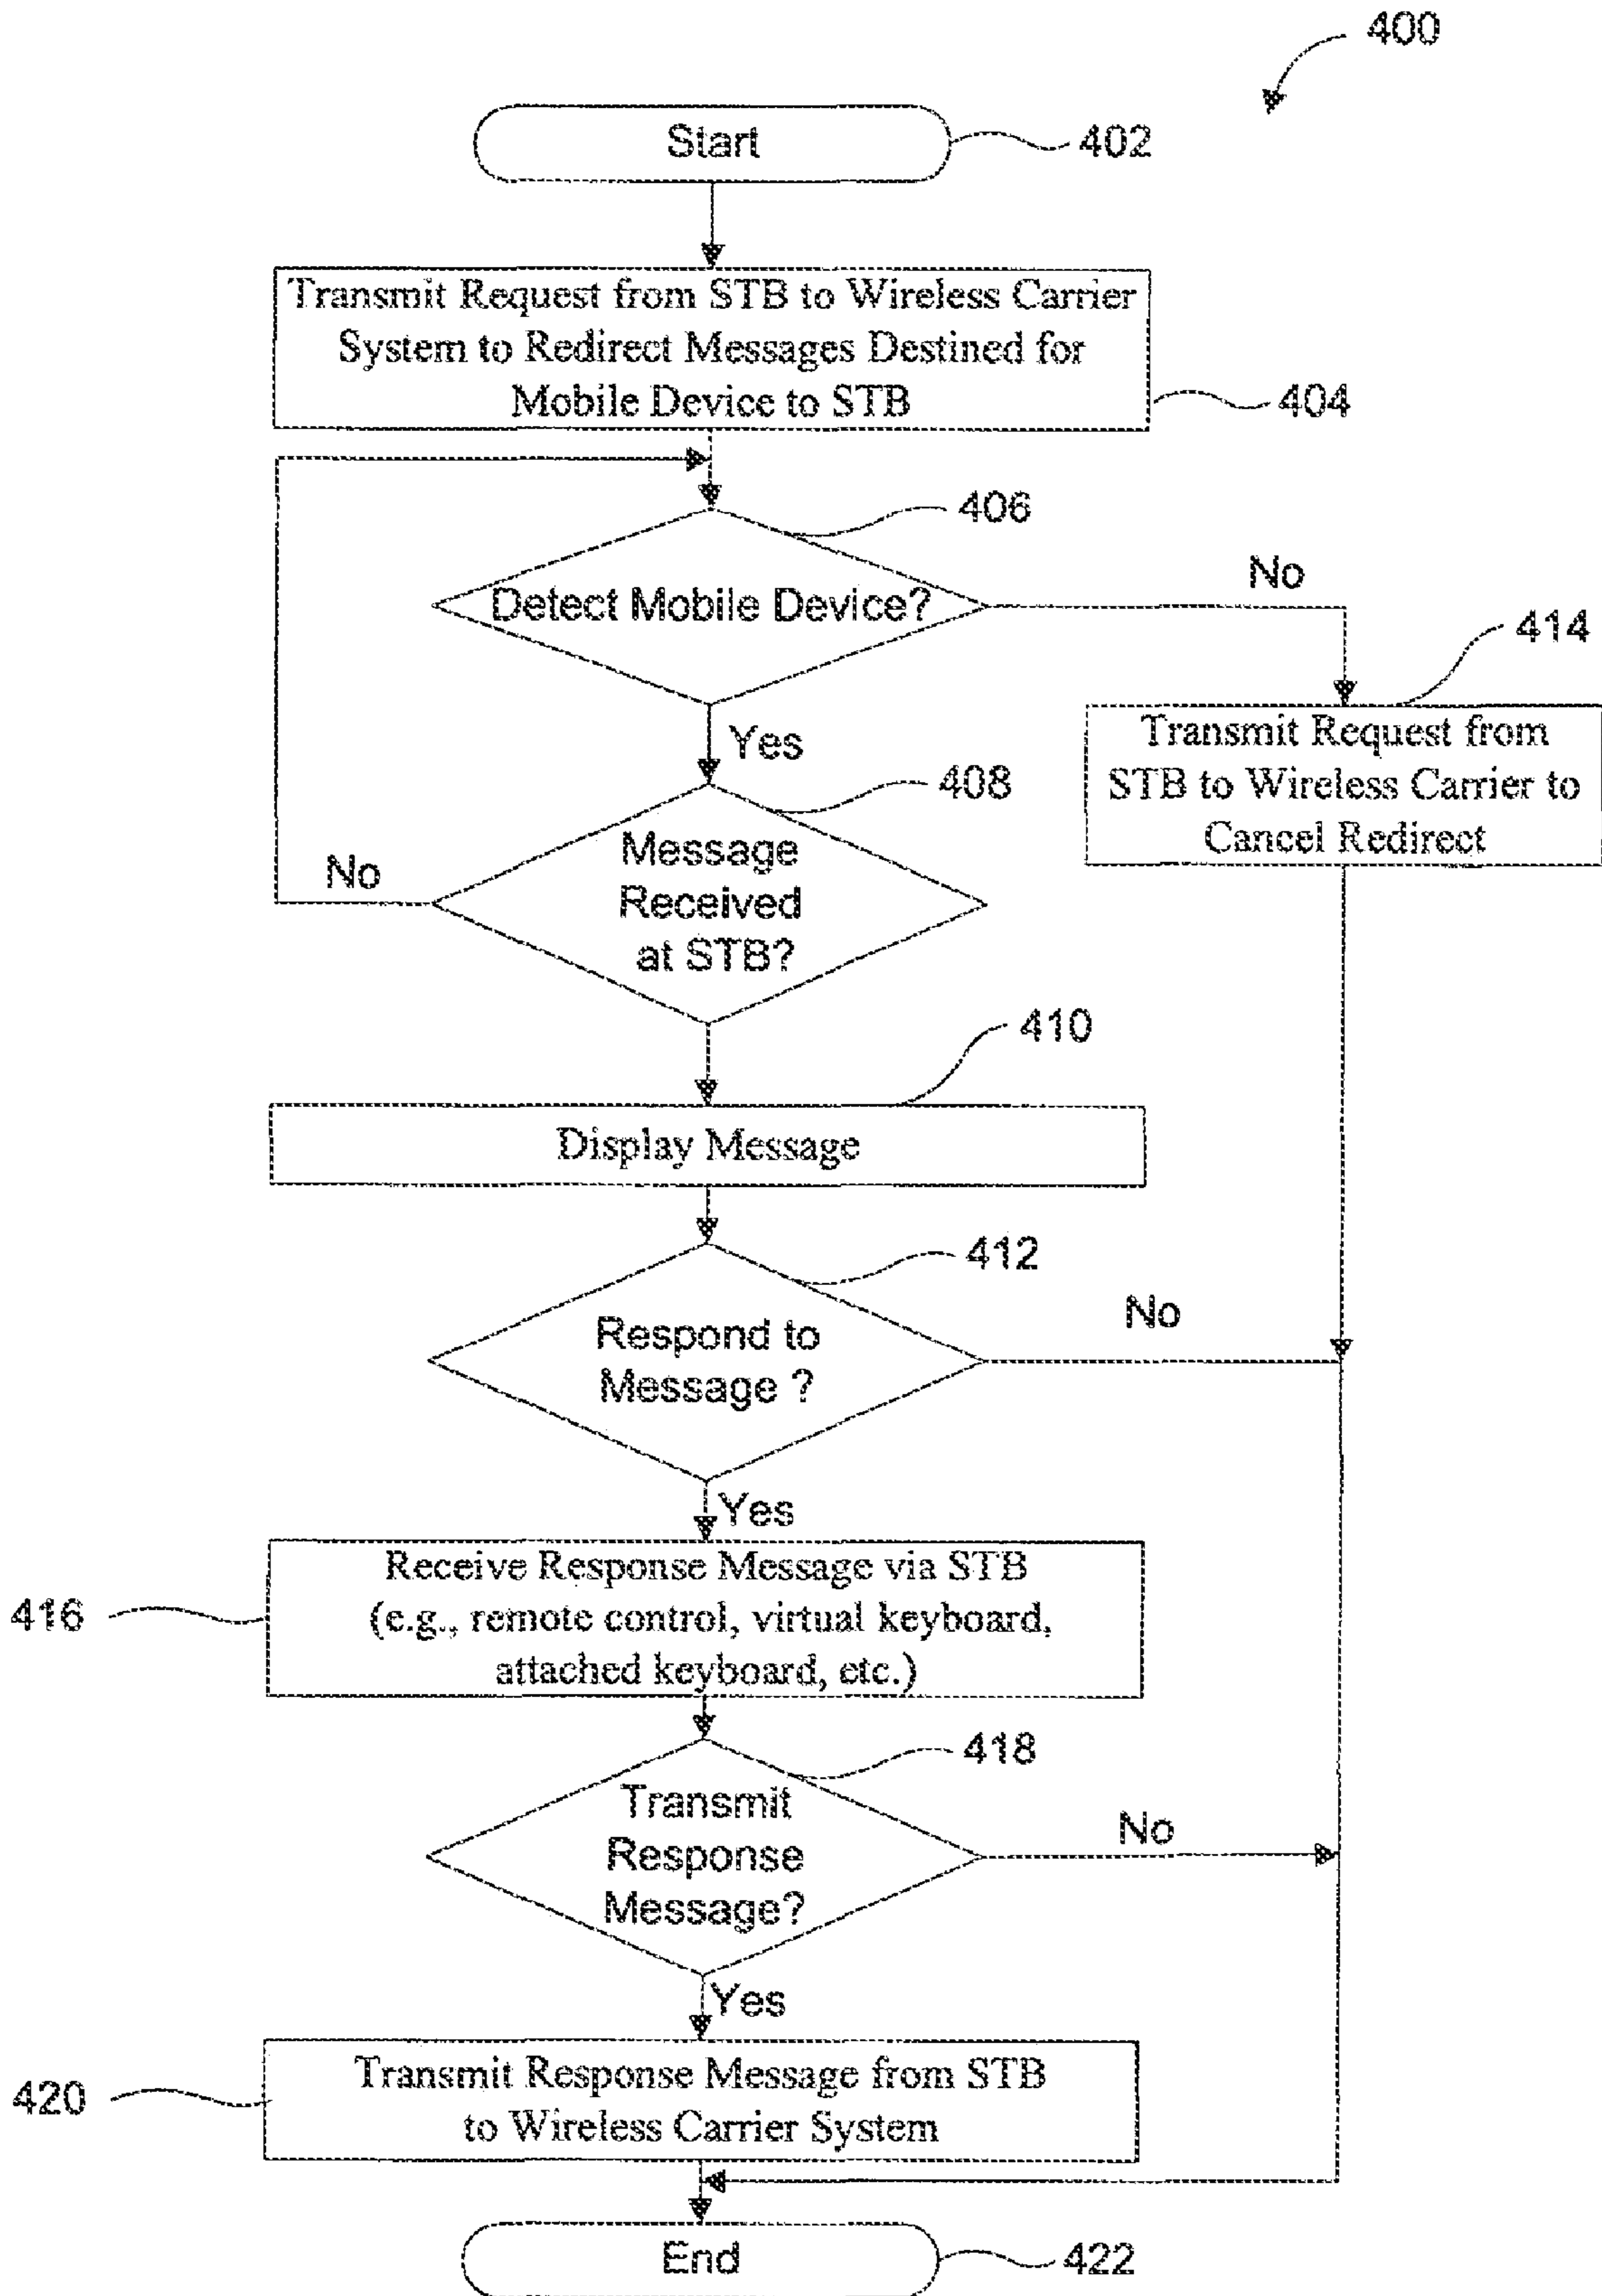 400
Start
402
Transmit Request from STB to Wireless Carrier
System to Redirect Messages Destined for
Mobile Device to STB
404
406
Detect Mobile Device?
No
414
Yes
Transmit Request from
STB to Wireless Carrier to
Cancel Redirect
408
Message
Received
at STB?
No
410
Display Message
412
Respond to
Message ?
No
Yes
416
Receive Response Message via STB
(e.g., remote control, virtual keyboard,
attached keyboard, etc.)
418
Transmit
Response
Message?
No
Yes
420
Transmit Response Message from STB
to Wireless Carrier System
End
422